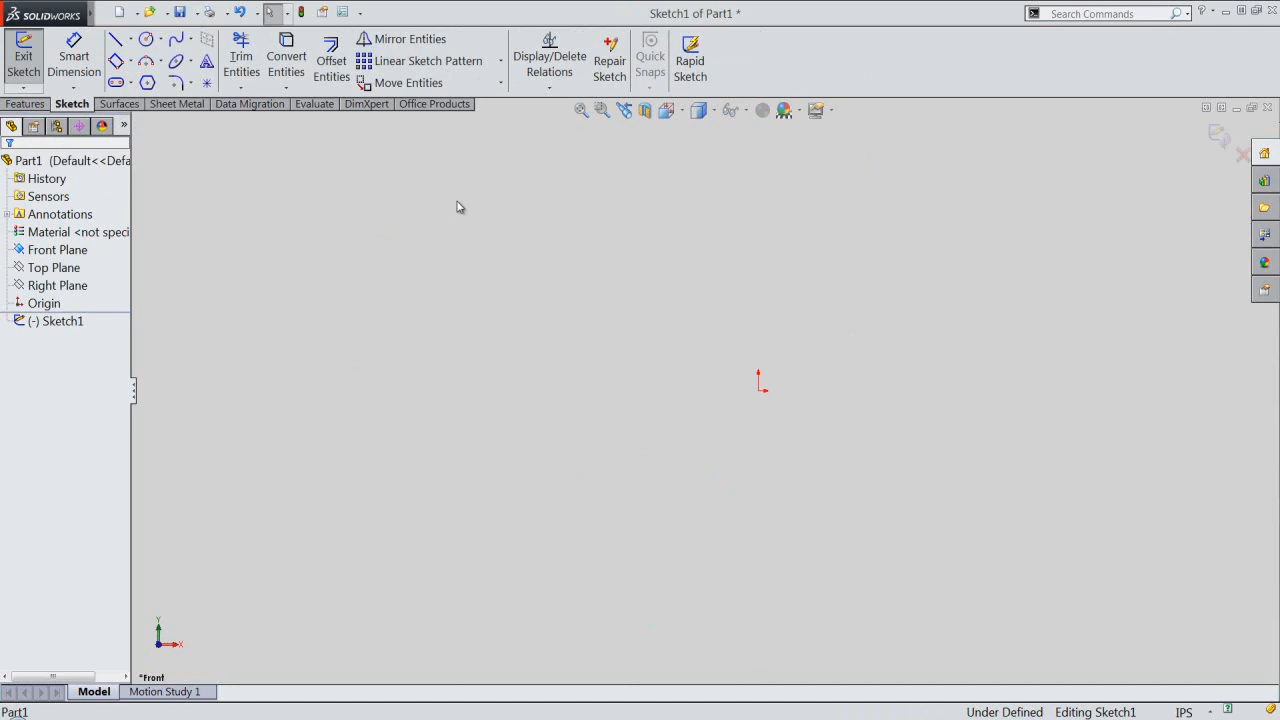 SOLIDWORKS
Sketch1 of Part1 *
Search Commands
Exit Sketch
Smart Dimension
Trim Entities
Convert Entities
Offset Entities
Mirror Entities
Linear Sketch Pattern
Move Entities
Display/Delete Relations
Repair Sketch
Quick Snaps
Rapid Sketch
Features
Sketch
Surfaces
Sheet Metal
Data Migration
Evaluate
DimXpert
Office Products
Part1 (Default<<Defa
History
Sensors
Annotations
Material <not speci
Front Plane
Top Plane
Right Plane
Origin
(-) Sketch1
Y
X
*Front
Model
Motion Study 1
Part1
Under Defined
Editing Sketch1
IPS